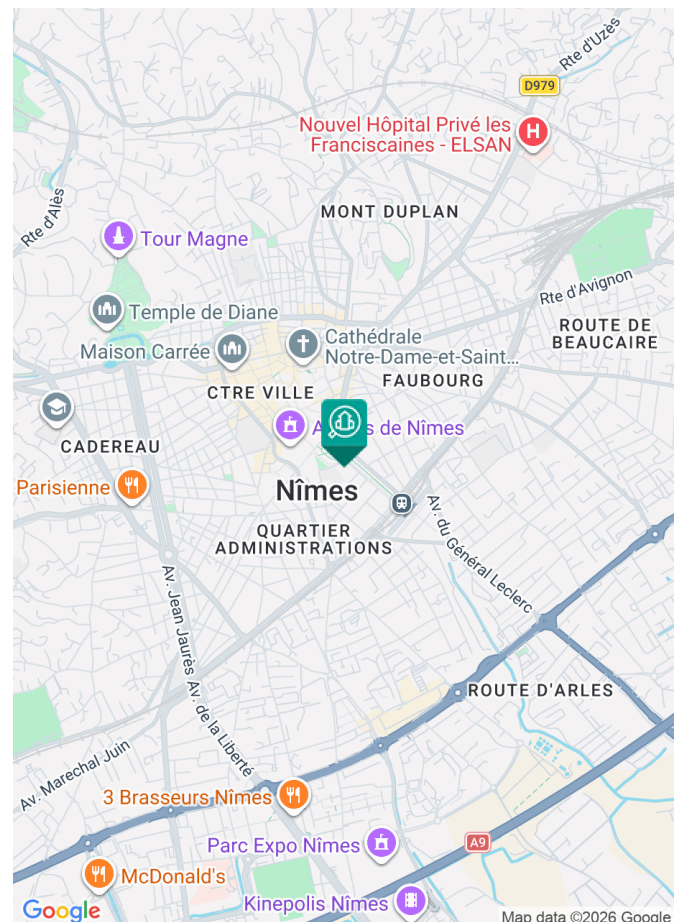 Rte d'Uzès
D979
Nouvel Hôpital Privé les
Franciscaines - ELSAN
H
MONT DUPLAN
Rte d'Alès
Tour Magne
Rte d'Avignon
Temple de Diane
ROUTE DE
BEAUCAIRE
Maison Carrée
Cathédrale
Notre-Dame-et-Saint...
FAUBOURG
CTRE VILLE
de Nîmes
CADEREAU
Parisienne
Nîmes
QUARTIER
ADMINISTRATIONS
Av. du Général Leclerc
Av. Jean Jaurès
Av. de la Liberté
ROUTE D'ARLES
Av. Marechal Juin
3 Brasseurs Nîmes
Parc Expo Nîmes
A9
McDonald's
Kinepolis Nîmes
Google
Map data ©2026 Google